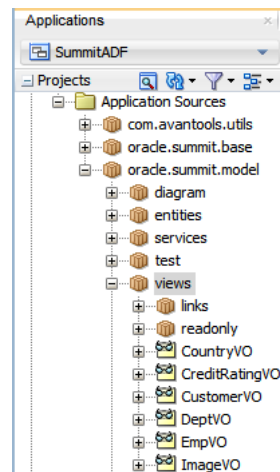 Applications
SummitADF
Projects
Application Sources
com.avantools.utils
oracle.summit.base
oracle.summit.model
diagram
entities
services
test
views
links
readonly
CountryVO
CreditRatingVO
CustomerVO
DeptVO
EmpVO
ImageVO